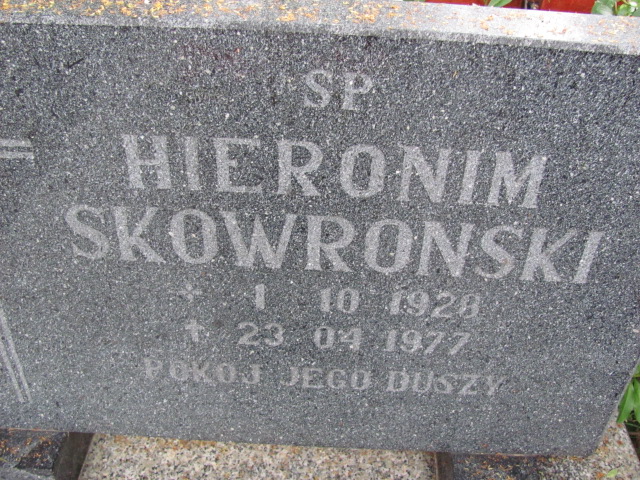 SP
HIERONIM
SKOWRONSKI
+ 1 10 1928
+ 23 04 1977
POKOJ JEGO DUSZY